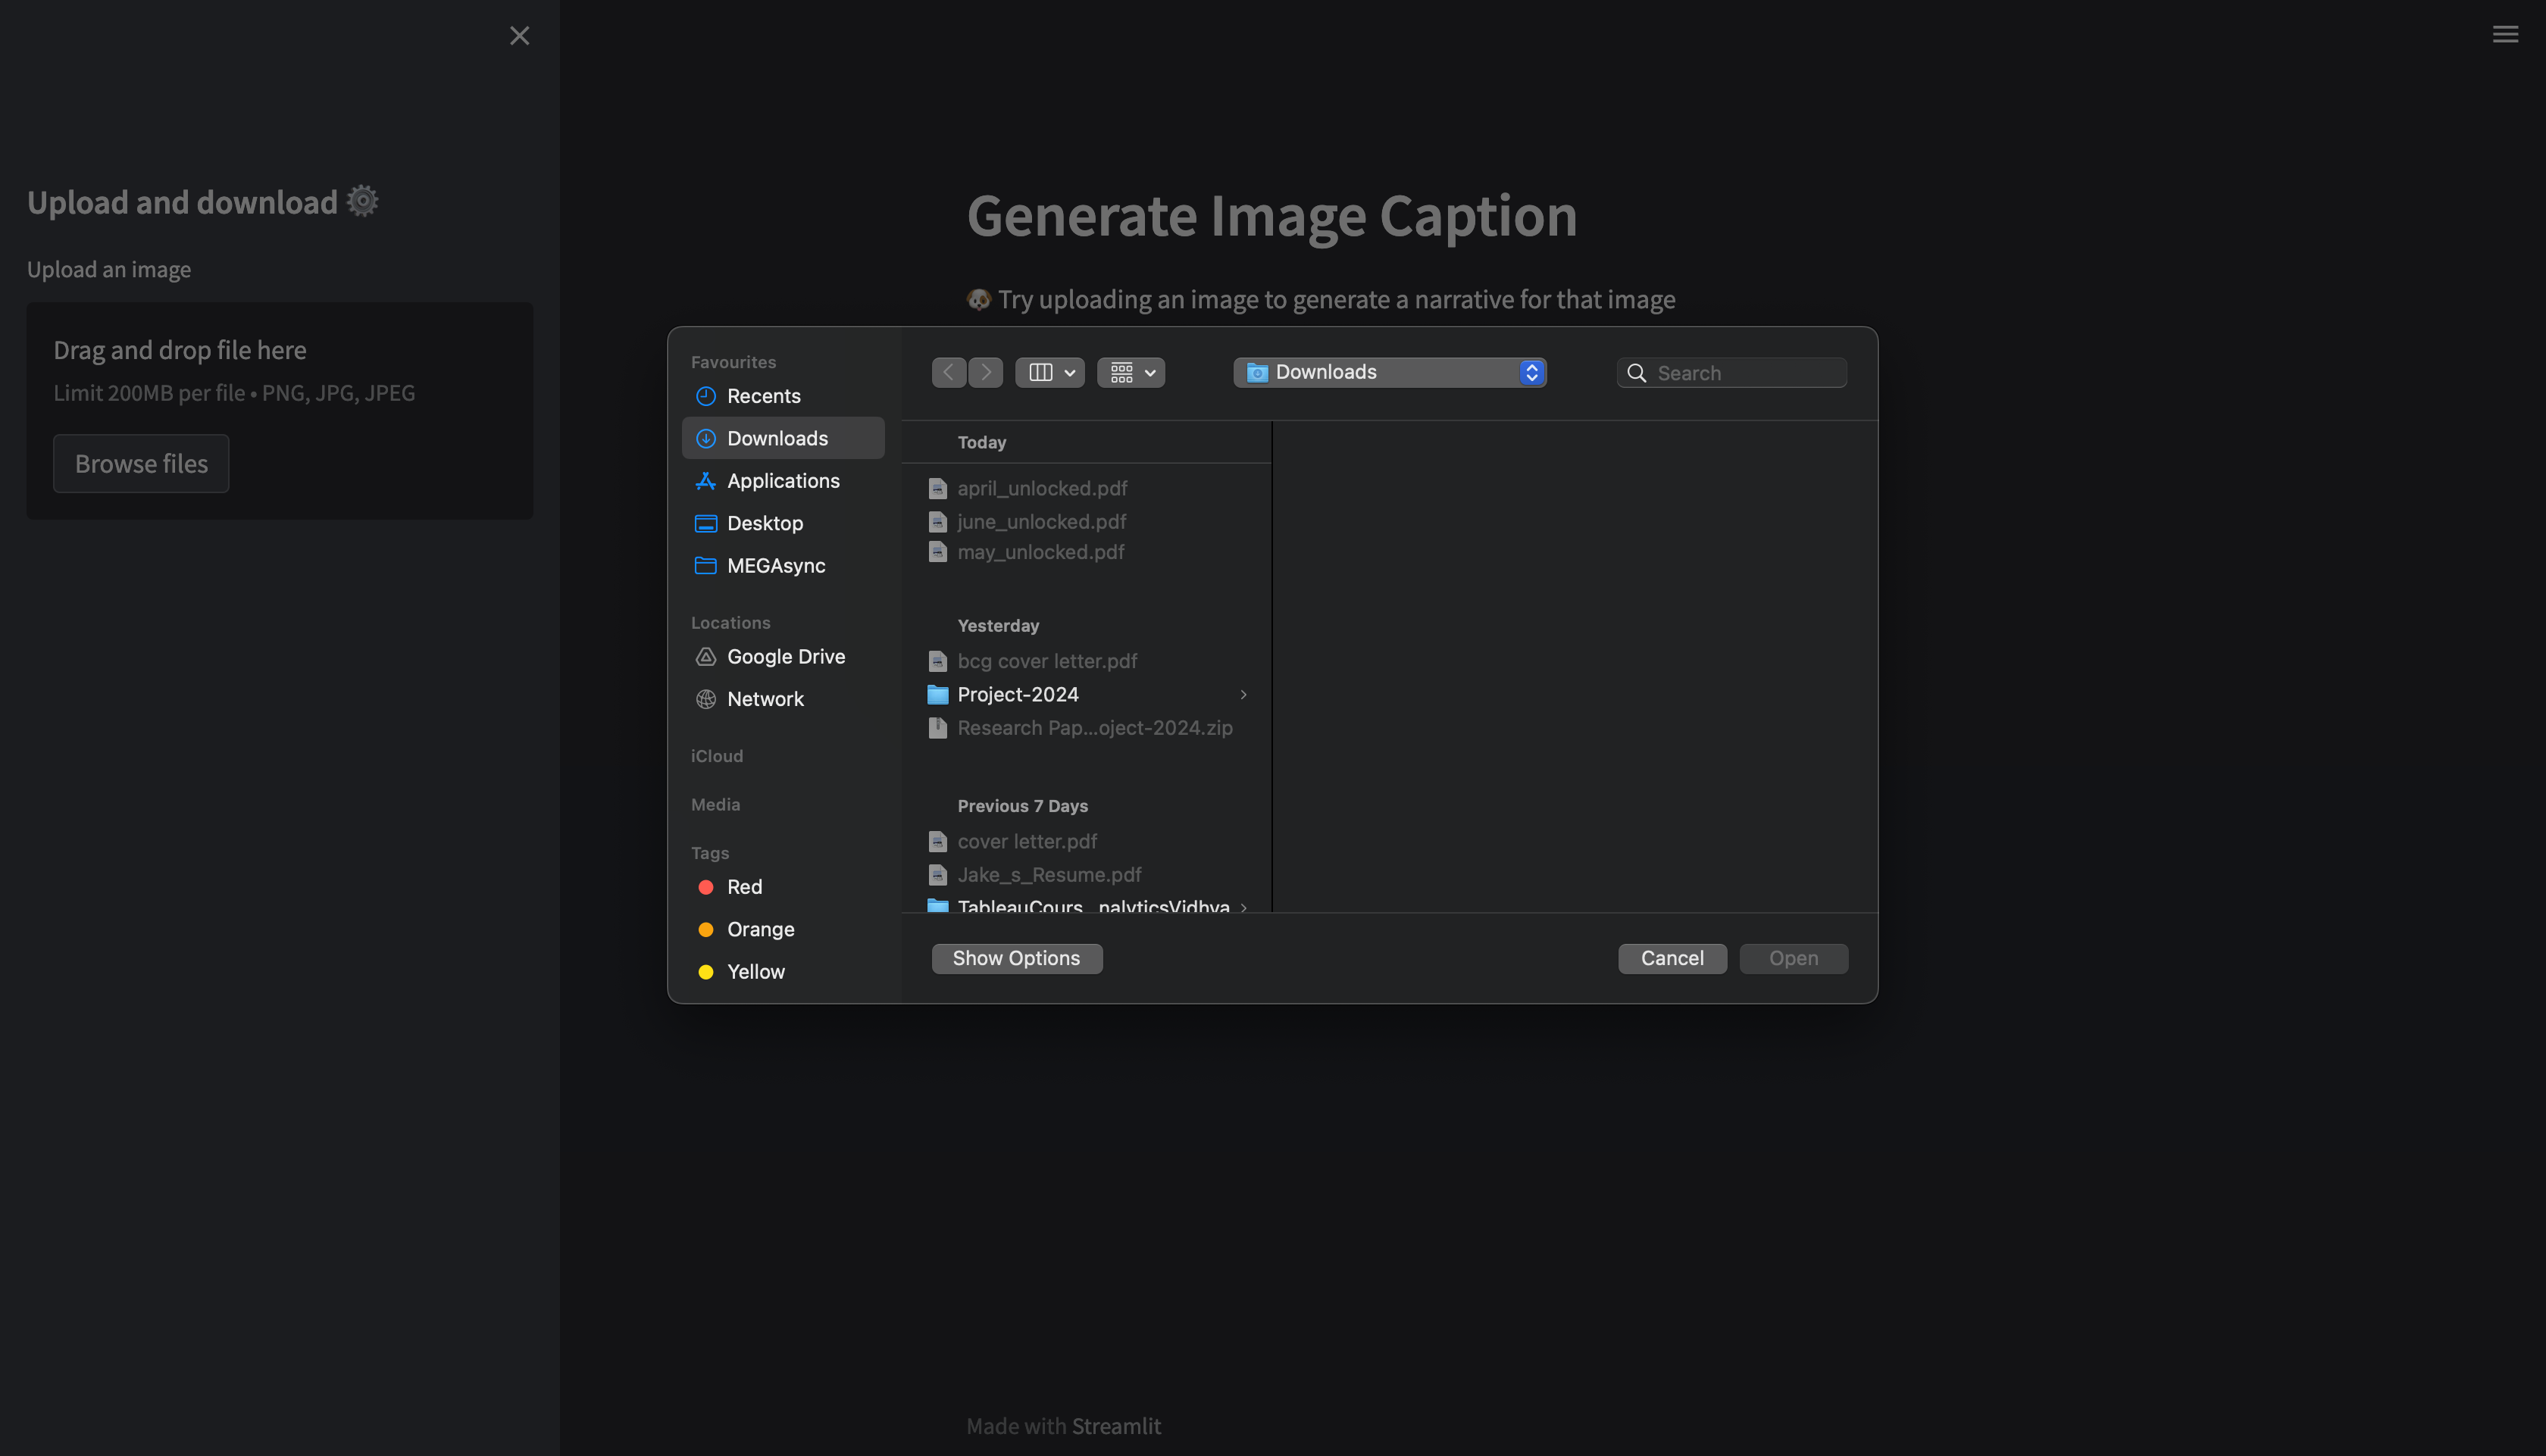 Upload and download
Upload an image
Drag and drop file here
Limit 200MB per file • PNG, JPG, JPEG
Browse files
Generate Image Caption
Try uploading an image to generate a narrative for that image
Favourites
Recents
Downloads
Applications
Desktop
MEGAsync
Locations
Google Drive
Network
iCloud
Media
Tags
Red
Orange
Yellow
Downloads
Search
Today
april_unlocked.pdf
june_unlocked.pdf
may_unlocked.pdf
Yesterday
bcg cover letter.pdf
Project-2024
Research Pap...oject-2024.zip
Previous 7 Days
cover letter.pdf
Jake_s_Resume.pdf
TableauCours...nalyticsVidhya
Show Options
Cancel
Open
Made with Streamlit